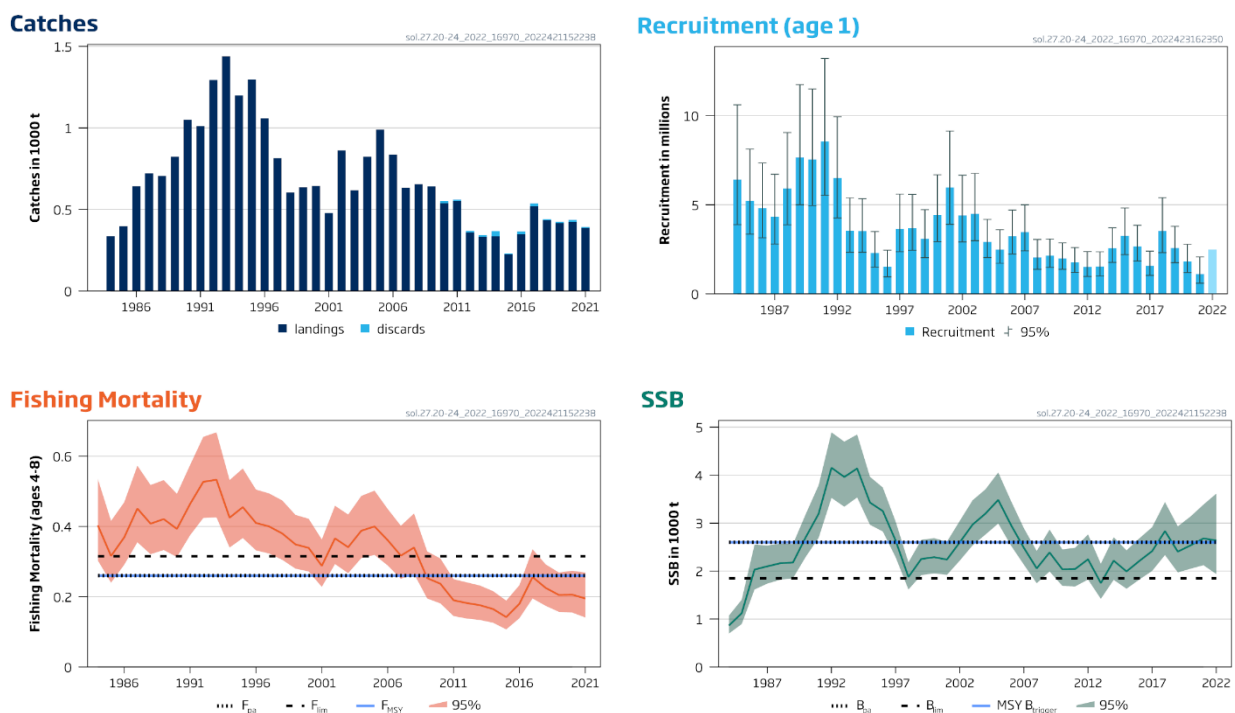 Catches
sol.27.20-24_2022_16970_2022421152238
Catches in 1000 t
1.5
1
0.5
0
1986 1991 1996 2001 2006 2011 2016 2021
landings discards
Recruitment (age 1)
sol.27.20-24_2022_16970_2022423162350
Recruitment in millions
10
5
0
1987 1992 1997 2002 2007 2012 2017 2022
Recruitment 95%
Fishing Mortality
sol.27.20-24_2022_16970_2022421152238
Fishing Mortality (ages 4-8)
0.6
0.4
0.2
0
1986 1991 1996 2001 2006 2011 2016 2021
Fpa Flim FMSY 95%
SSB
sol.27.20-24_2022_16970_2022421152238
SSB in 1000 t
5
4
3
2
1
0
1987 1992 1997 2002 2007 2012 2017 2022
Bpa Blim MSY Btrigger 95%